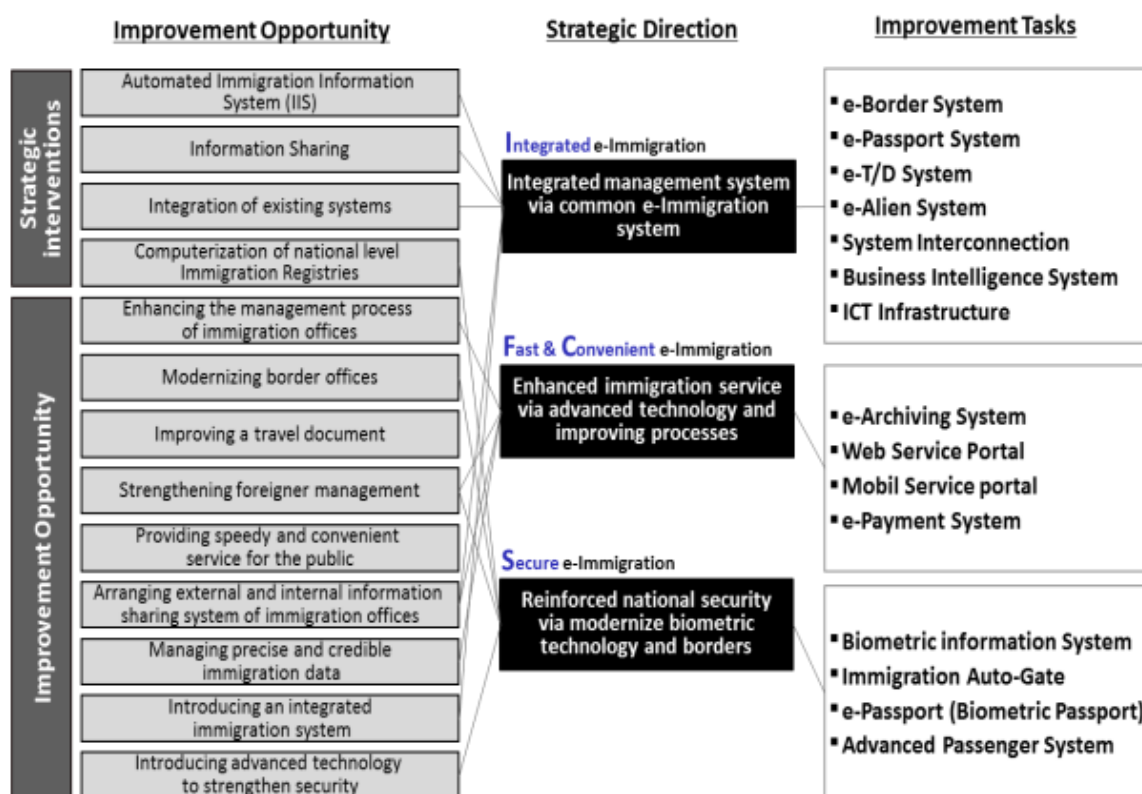 Improvement Opportunity
Strategic Direction
Improvement Tasks
Strategic
interventions
Automated Immigration Information
System (IIS)
Information Sharing
Integration of existing systems
Computerization of national level
Immigration Registries
Improvement Opportunity
Enhancing the management process
of immigration offices
Modernizing border offices
Improving a travel document
Strengthening foreigner management
Providing speedy and convenient
service for the public
Arranging external and internal information
sharing system of immigration offices
Managing precise and credible
immigration data
Introducing an integrated
immigration system
Introducing advanced technology
to strengthen security
Integrated e-Immigration
Integrated management system
via common e-Immigration
system
Fast & Convenient e-Immigration
Enhanced immigration service
via advanced technology and
improving processes
Secure e-Immigration
Reinforced national security
via modernize biometric
technology and borders
▪ e-Border System
▪ e-Passport System
▪ e-T/D System
▪ e-Alien System
▪ System Interconnection
▪ Business Intelligence System
▪ ICT Infrastructure
▪ e-Archiving System
▪ Web Service Portal
▪ Mobil Service portal
▪ e-Payment System
▪ Biometric information System
▪ Immigration Auto-Gate
▪ e-Passport (Biometric Passport)
▪ Advanced Passenger System